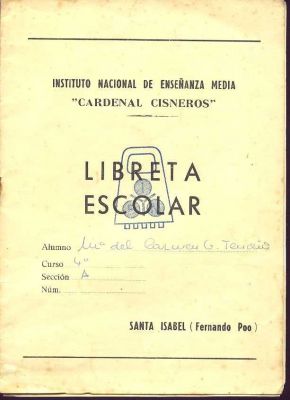 INSTITUTO NACIONAL DE ENSEÑANZA MEDIA
"CARDENAL CISNEROS"
LIBRETA
ESCOLAR
Alumno Mª del Carmen G.
Curso 4º
Sección A
Núm.
SANTA ISABEL (Fernando Poo)